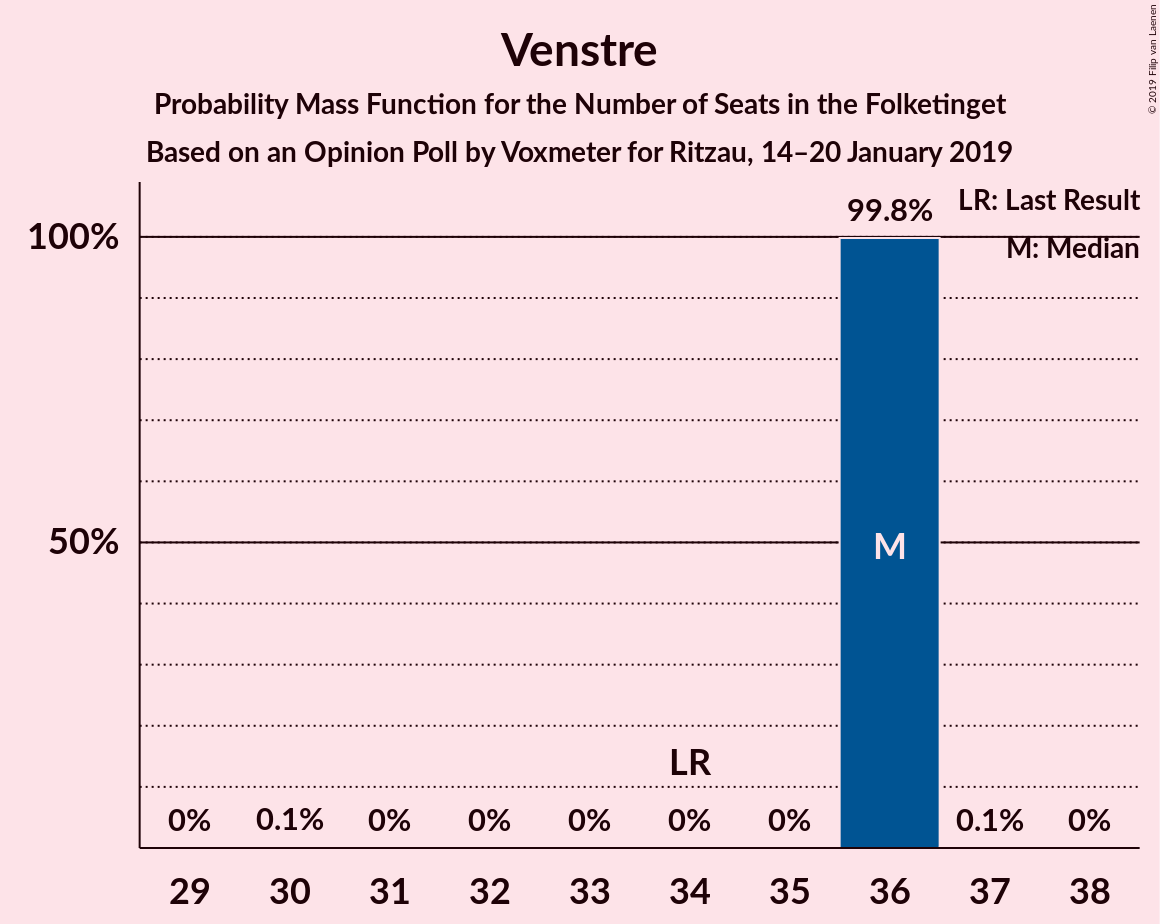 Venstre
Probability Mass Function for the Number of Seats in the Folketinget
Based on an Opinion Poll by Voxmeter for Ritzau, 14–20 January 2019
© 2019 Filip van Laenen
LR: Last Result
M: Median
99.8%
100%
50%
M
LR
0% 0.1% 0% 0% 0% 0% 0% 0.1% 0%
29 30 31 32 33 34 35 36 37 38